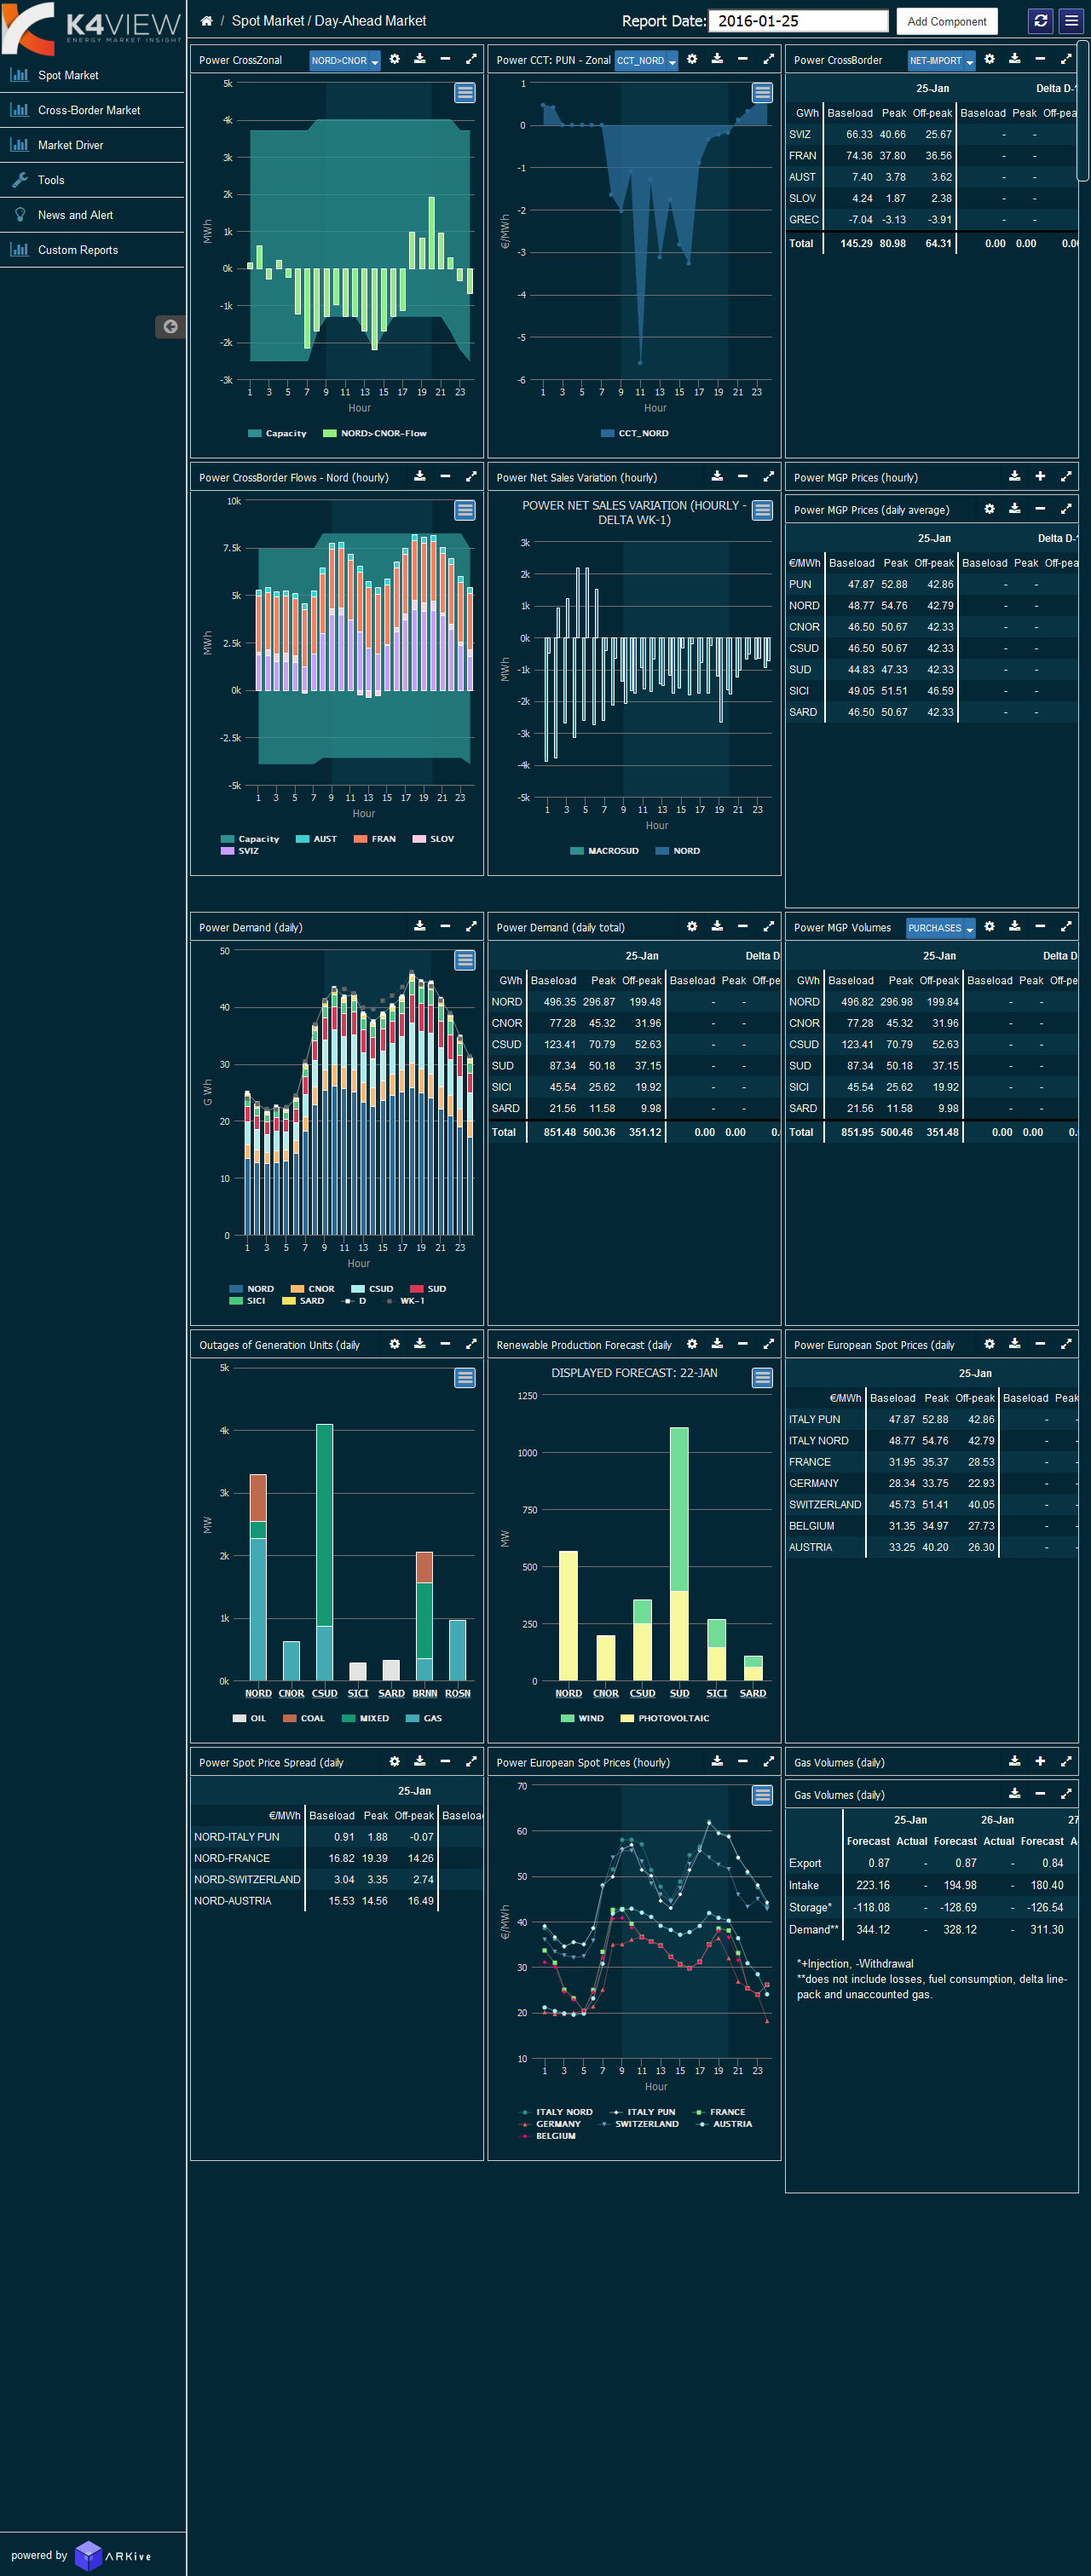 K4VIEW
ENERGY MARKET INSIGHT
/ Spot Market / Day-Ahead Market
Report Date: 2016-01-25
Add Component
Spot Market
Cross-Border Market
Market Driver
Tools
News and Alert
Custom Reports
Power CrossZonal NORD>CNOR
5k
4k
3k
2k
1k
0k
-1k
-2k
-3k
MWh
1 3 5 7 9 11 13 15 17 19 21 23
Hour
Capacity NORD>CNOR-Flow
Power CCT: PUN - Zonal CCT_NORD
1
0
-1
-2
-3
-4
-5
-6
€/MWh
1 3 5 7 9 11 13 15 17 19 21 23
Hour
CCT_NORD
Power CrossBorder NET-IMPORT
25-Jan Delta D-1
GWh Baseload Peak Off-peak Baseload Peak Off-p
SVIZ 66.33 40.66 25.67 - -
FRAN 74.36 37.80 36.56 - -
AUST 7.40 3.78 3.62 - -
SLOV 4.24 1.87 2.38 - -
GREC -7.04 -3.13 -3.91 - -
Total 145.29 80.98 64.31 0.00 0.00 0.0
Power CrossBorder Flows - Nord (hourly)
10k
7.5k
5k
2.5k
0k
-2.5k
-5k
MWh
1 3 5 7 9 11 13 15 17 19 21 23
Hour
Capacity AUST FRAN SLOV
SVIZ
Power Net Sales Variation (hourly)
POWER NET SALES VARIATION (HOURLY -
DELTA WK-1)
3k
2k
1k
0k
-1k
-2k
-3k
-4k
-5k
MWh
1 3 5 7 9 11 13 15 17 19 21 23
Hour
MACROSUD NORD
Power MGP Prices (hourly)
Power MGP Prices (daily average)
25-Jan Delta D-1
€/MWh Baseload Peak Off-peak Baseload Peak Off-pea
PUN 47.87 52.88 42.86 - -
NORD 48.77 54.76 42.79 - -
CNOR 46.50 50.67 42.33 - -
CSUD 46.50 50.67 42.33 - -
SUD 44.83 47.33 42.33 - -
SICI 49.05 51.51 46.59 - -
SARD 46.50 50.67 42.33 - -
Power Demand (daily)
50
40
30
20
10
0
G Wh
1 3 5 7 9 11 13 15 17 19 21 23
Hour
NORD CNOR CSUD SUD
SICI SARD D WK-1
Power Demand (daily total)
25-Jan Delta D
GWh Baseload Peak Off-peak Baseload Peak Off-pe
NORD 496.35 296.87 199.48 - -
CNOR 77.28 45.32 31.96 - -
CSUD 123.41 70.79 52.63 - -
SUD 87.34 50.18 37.15 - -
SICI 45.54 25.62 19.92 - -
SARD 21.56 11.58 9.98 - -
Total 851.48 500.36 351.12 0.00 0.00 0.
Power MGP Volumes PURCHASES
25-Jan Delta D
GWh Baseload Peak Off-peak Baseload Peak Off-pe
NORD 496.82 296.98 199.84 - -
CNOR 77.28 45.32 31.96 - -
CSUD 123.41 70.79 52.63 - -
SUD 87.34 50.18 37.15 - -
SICI 45.54 25.62 19.92 - -
SARD 21.56 11.58 9.98 - -
Total 851.95 500.46 351.48 0.00 0.00 0.
Outages of Generation Units (daily
5k
4k
3k
2k
1k
0k
MW
NORD CNOR CSUD SICI SARD BRNN ROSN
OIL COAL MIXED GAS
Renewable Production Forecast (daily
DISPLAYED FORECAST: 22-JAN
1250
1000
750
500
250
0
MW
NORD CNOR CSUD SUD SICI SARD
WIND PHOTOVOLTAIC
Power European Spot Prices (daily
25-Jan
€/MWh Baseload Peak Off-peak Baseload Peak
ITALY PUN 47.87 52.88 42.86 - -
ITALY NORD 48.77 54.76 42.79 - -
FRANCE 31.95 35.37 28.53 - -
GERMANY 28.34 33.75 22.93 - -
SWITZERLAND 45.73 51.41 40.05 - -
BELGIUM 31.35 34.97 27.73 - -
AUSTRIA 33.25 40.20 26.30 - -
Power Spot Price Spread (daily
25-Jan
€/MWh Baseload Peak Off-peak Baseload
NORD-ITALY PUN 0.91 1.88 -0.07
NORD-FRANCE 16.82 19.39 14.26
NORD-SWITZERLAND 3.04 3.35 2.74
NORD-AUSTRIA 15.53 14.56 16.49
Power European Spot Prices (hourly)
70
60
50
40
30
20
10
€/MWh
1 3 5 7 9 11 13 15 17 19 21 23
Hour
ITALY NORD ITALY PUN FRANCE
GERMANY SWITZERLAND AUSTRIA
BELGIUM
Gas Volumes (daily)
Gas Volumes (daily)
25-Jan 26-Jan 27
Forecast Actual Forecast Actual Forecast A
Export 0.87 - 0.87 - 0.84
Intake 223.16 - 194.98 - 180.40
Storage* -118.08 - -128.69 - -126.54
Demand** 344.12 - 328.12 - 311.30
*+Injection, -Withdrawal
**does not include losses, fuel consumption, delta line-
pack and unaccounted gas.
powered by ARKive